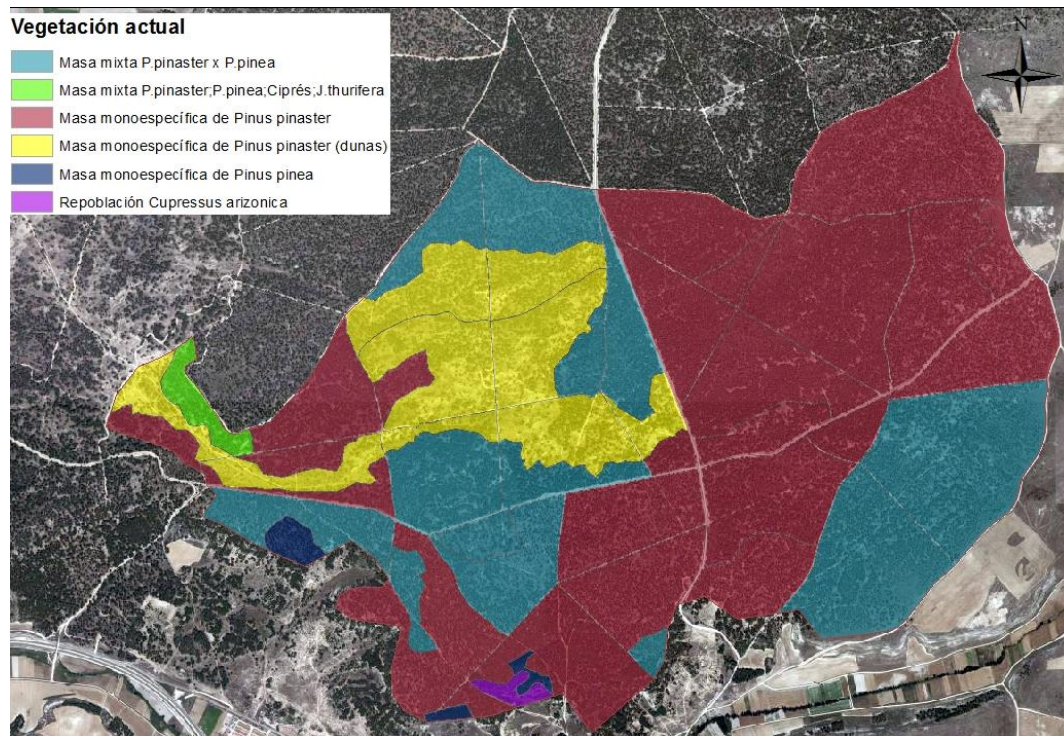 Vegetación actual
Masa mixta P.pinaster x P.pinea
Masa mixta P.pinaster;P.pinea;Ciprés;J.thurifera
Masa monoespecífica de Pinus pinaster
Masa monoespecífica de Pinus pinaster (dunas)
Masa monoespecífica de Pinus pinea
Repoblación Cupressus arizonica
N